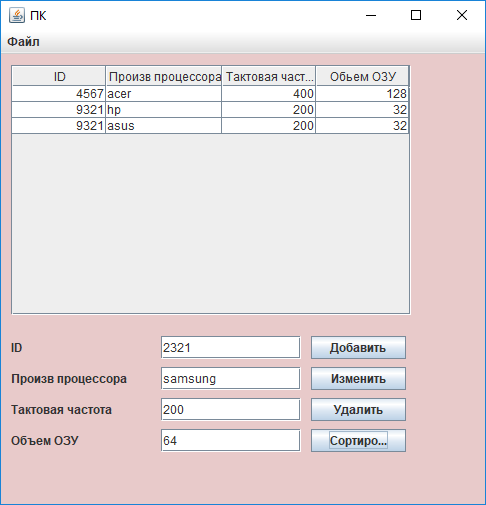 ПК
Файл
ID Произв процессора Тактовая част... Обьем ОЗУ
4567 acer 400 128
9321 hp 200 32
9321 asus 200 32
ID 2321 Добавить
Произв процессора samsung Изменить
Тактовая частота 200 Удалить
Объем ОЗУ 64 Сортиро...